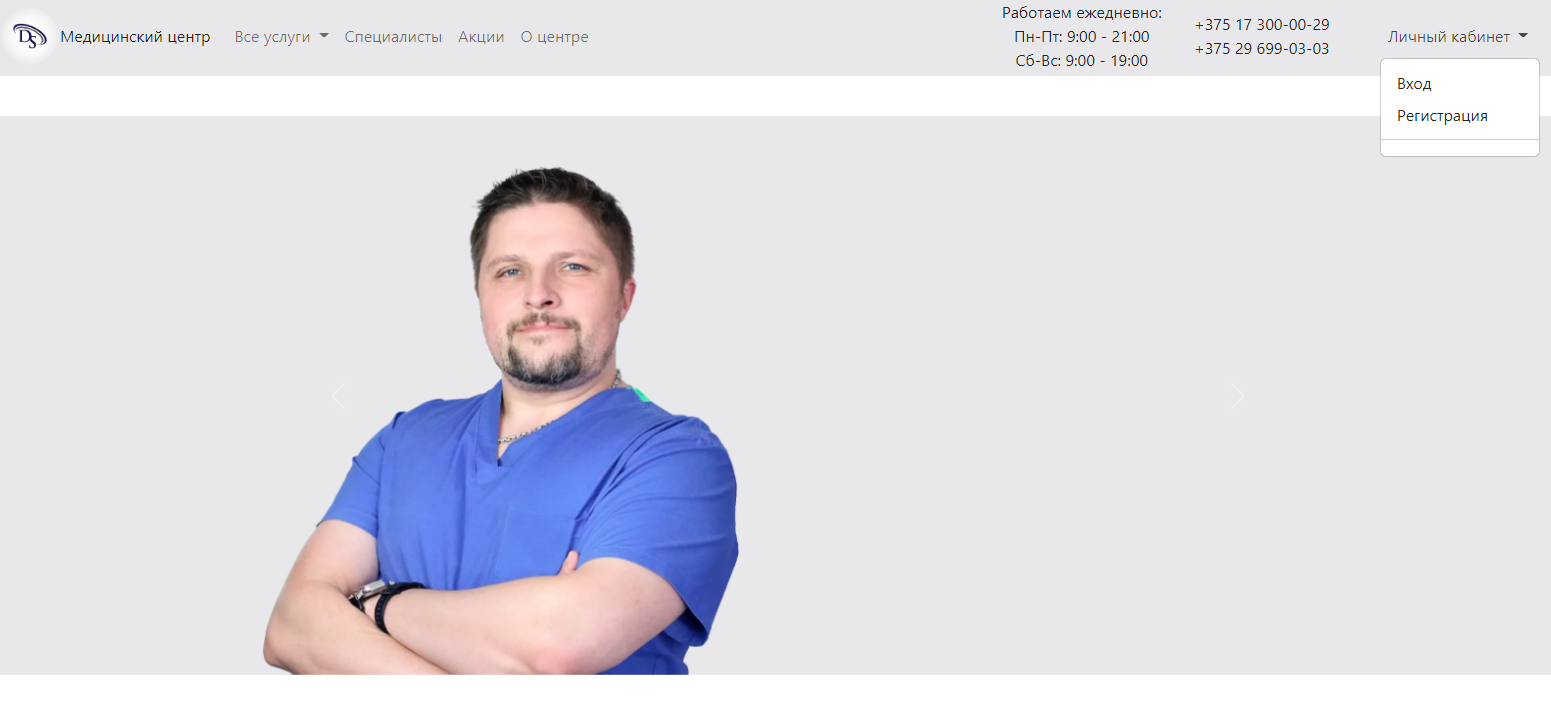 DS
Медицинский центр
Все услуги
Специалисты
Акции
О центре
Работаем ежедневно:
Пн-Пт: 9:00 - 21:00
Сб-Вс: 9:00 - 19:00
+375 17 300-00-29
+375 29 699-03-03
Личный кабинет
Вход
Регистрация